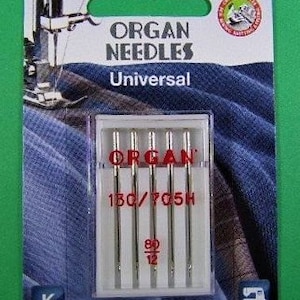 ORGAN
NEEDLES
Universal
ORGAN
130/705H
80
12
K